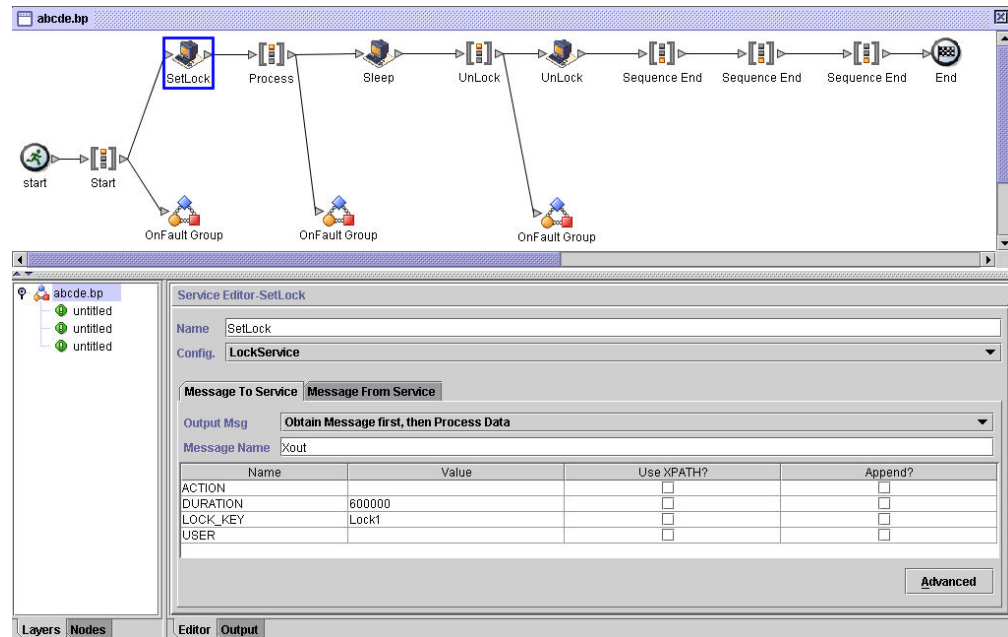 abcde.bp
SetLock
Process
Sleep
UnLock
UnLock
Sequence End
Sequence End
Sequence End
End
start
Start
OnFault Group
OnFault Group
OnFault Group
abcde.bp
untitled
untitled
untitled
Layers Nodes
Service Editor-SetLock
Name SetLock
Config. LockService
Message To Service Message From Service
Output Msg Obtain Message first, then Process Data
Message Name Xout
Name Value Use XPATH? Append?
ACTION
DURATION 600000
LOCK_KEY Lock1
USER
Advanced
Editor Output